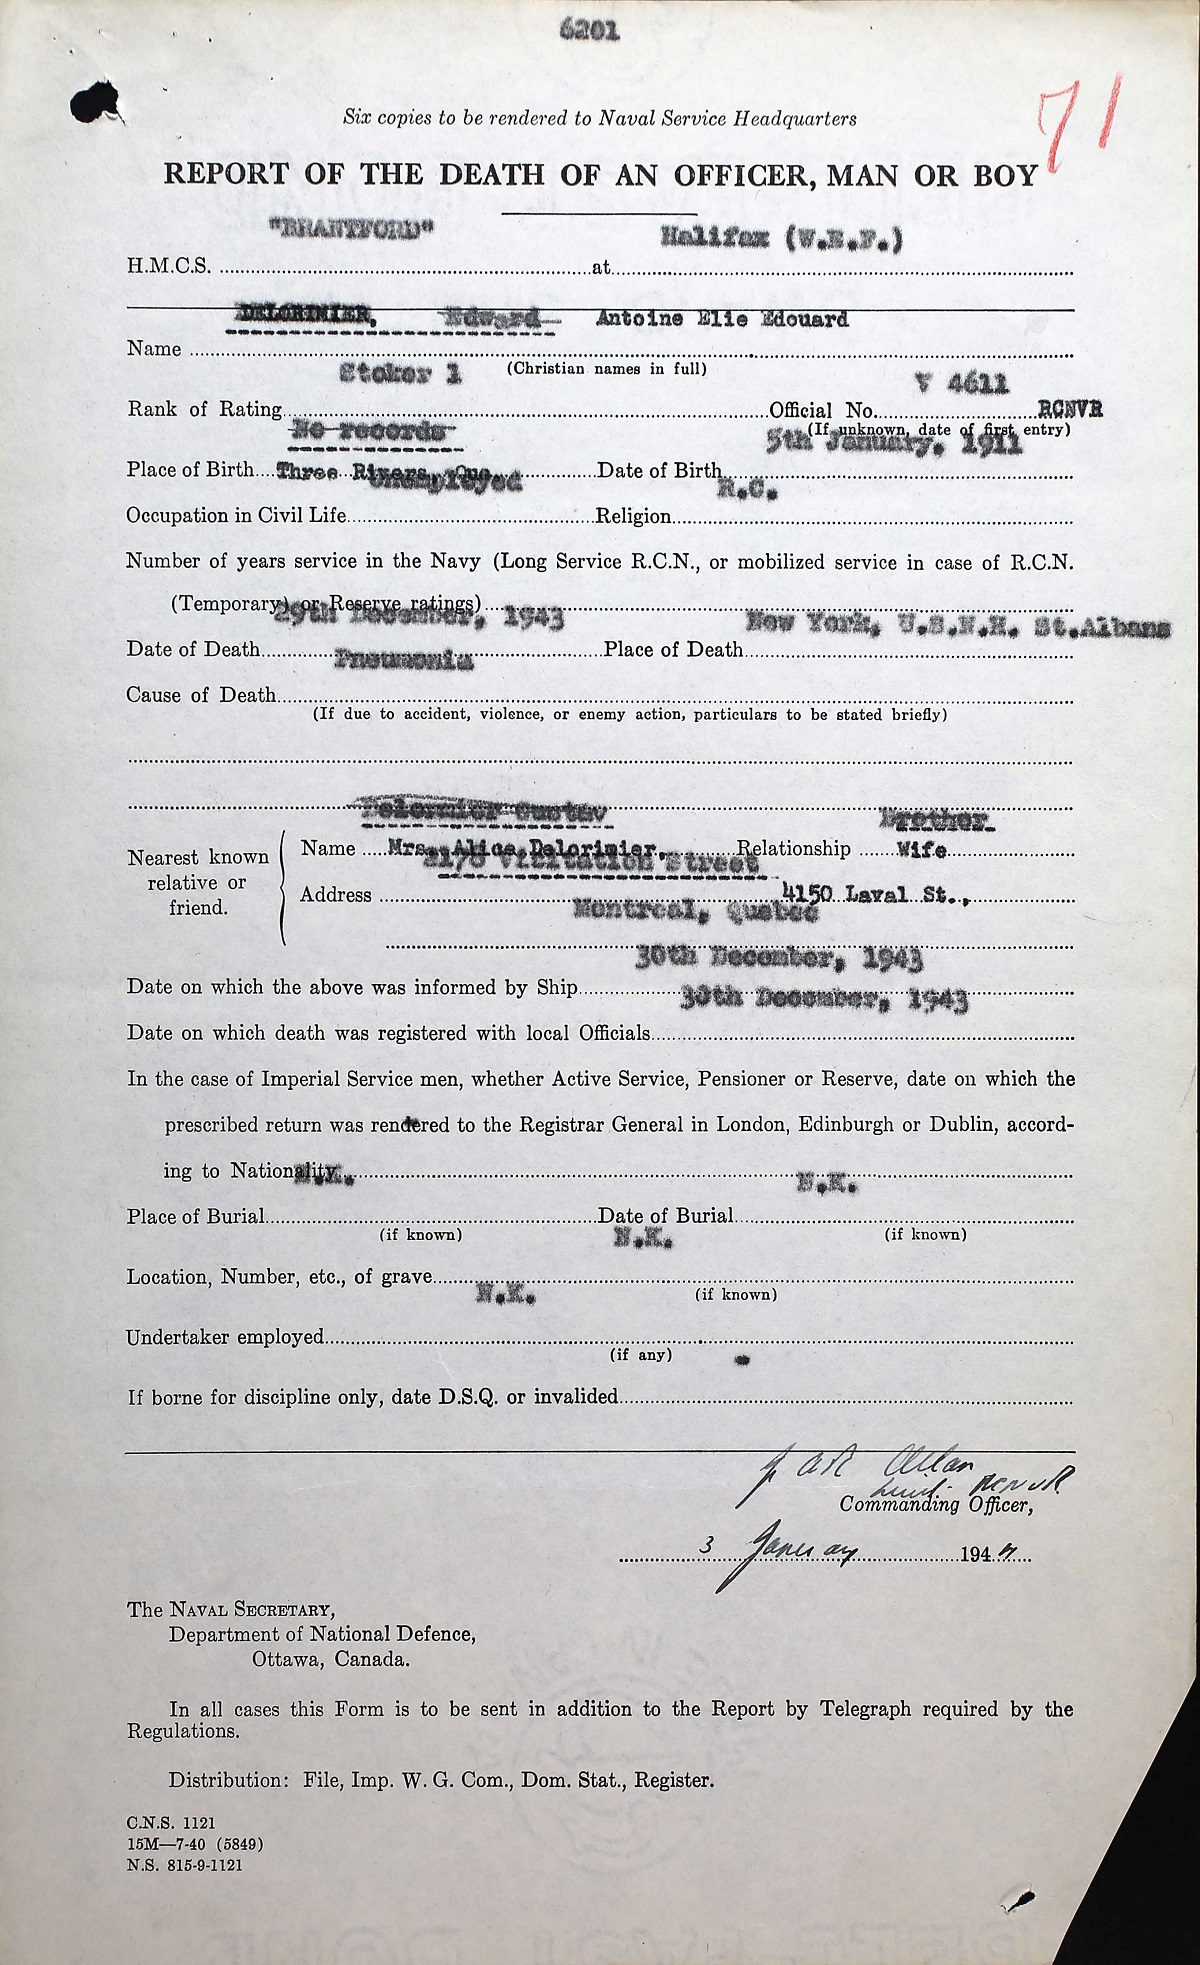 6201
71
Six copies to be rendered to Naval Service Headquarters
REPORT OF THE DEATH OF AN OFFICER, MAN OR BOY
"BRANTFORD" Halifax (W.E.F.)
H.M.C.S. at
DELORIMIER, Edward Antoine Elie Edouard
Name
(Christian names in full)
Stoker 1 V 4611
Rank of Rating Official No. RCNVR
(If unknown, date of first entry)
No records 5th January, 1911
Place of Birth Three Rivers, Que. Date of Birth
Unemployed R.C.
Occupation in Civil Life Religion
Number of years service in the Navy (Long Service R.C.N., or mobilized service in case of R.C.N.
(Temporary) or Reserve ratings)
29th December, 1943 New York, U.S.N.H. St.Albans
Date of Death Place of Death
Pneumonia
Cause of Death
(If due to accident, violence, or enemy action, particulars to be stated briefly)
Delormier Gustav Brother
Nearest known relative or friend.
Name Mrs. Alice Delorimier, Relationship Wife
2170 Visitation Street
Address 4150 Laval St.,
Montreal, Quebec
30th December, 1943
Date on which the above was informed by Ship
30th December, 1943
Date on which death was registered with local Officials
In the case of Imperial Service men, whether Active Service, Pensioner or Reserve, date on which the
prescribed return was rendered to the Registrar General in London, Edinburgh or Dublin, accord-
ing to Nationality N.K.
N.K.
Place of Burial Date of Burial
(if known) (if known)
N.K.
Location, Number, etc., of grave
(if known)
N.K.
Undertaker employed
(if any)
If borne for discipline only, date D.S.Q. or invalided
Allan
Lieut. RCNVR
Commanding Officer,
3 January 1944
The NAVAL SECRETARY,
Department of National Defence,
Ottawa, Canada.
In all cases this Form is to be sent in addition to the Report by Telegraph required by the
Regulations.
Distribution: File, Imp. W. G. Com., Dom. Stat., Register.
C.N.S. 1121
15M—7-40 (5849)
N.S. 815-9-1121